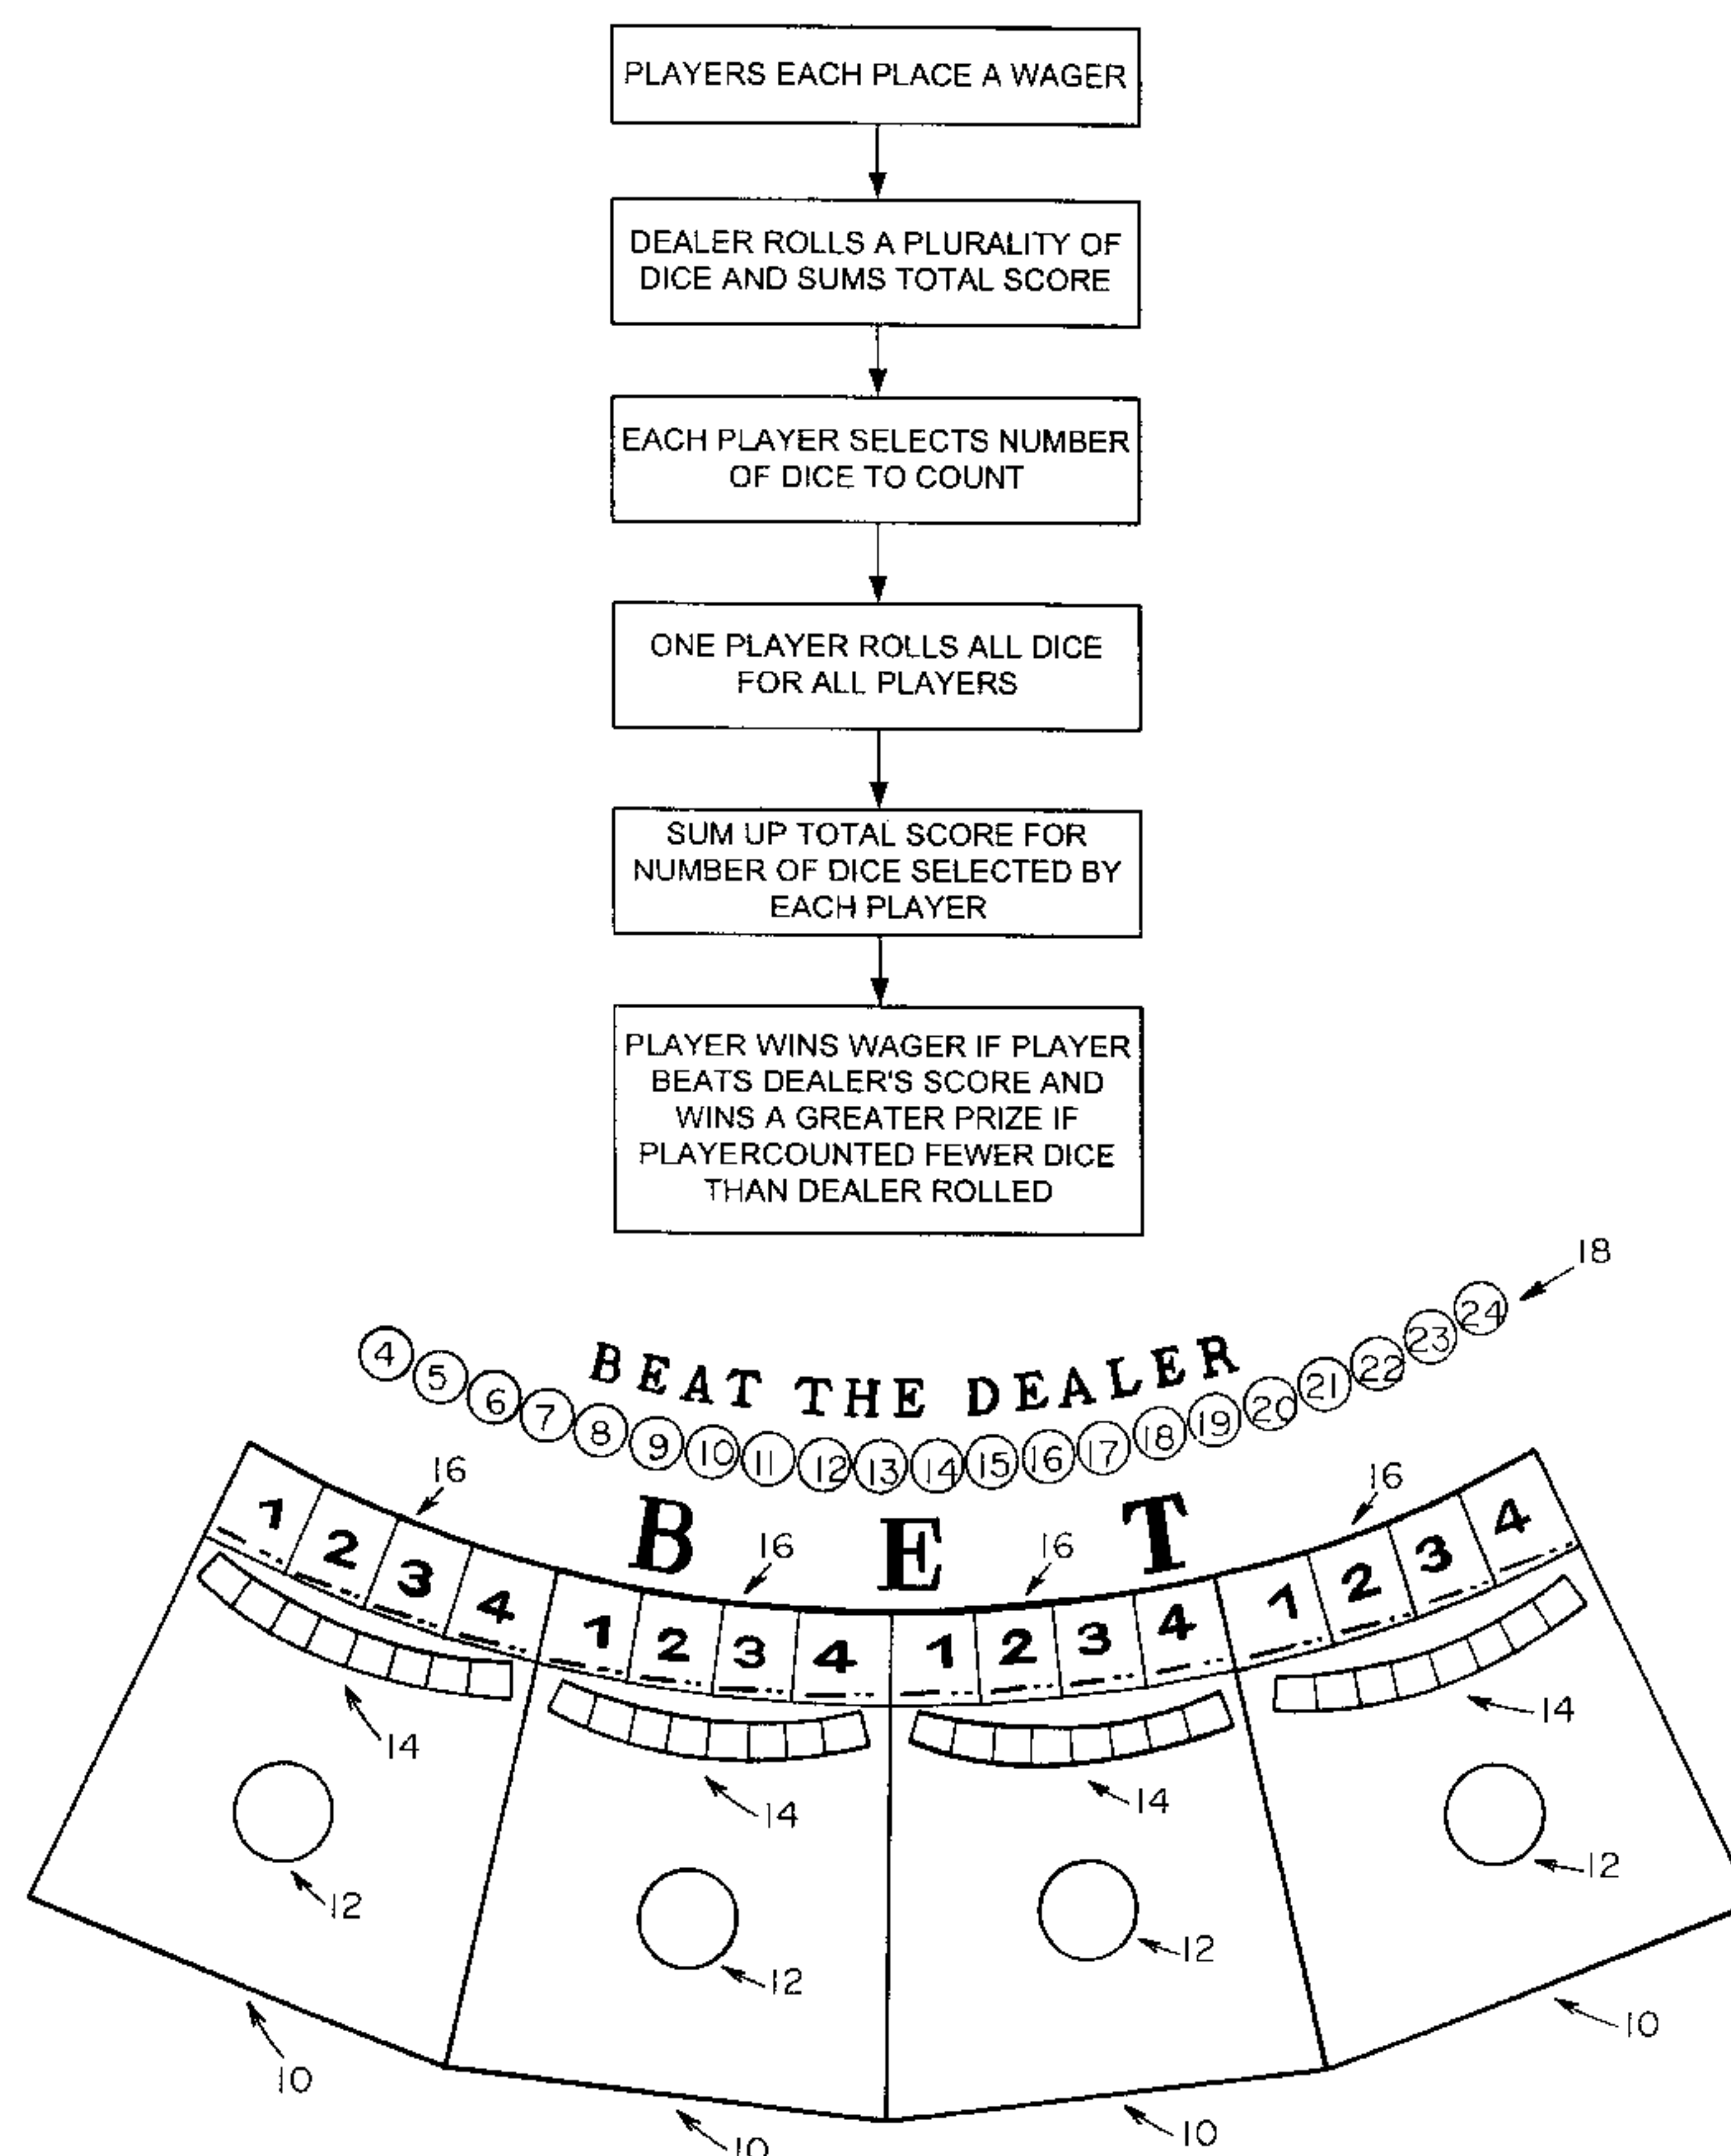 PLAYERS EACH PLACE A WAGER
DEALER ROLLS A PLURALITY OF
DICE AND SUMS TOTAL SCORE
EACH PLAYER SELECTS NUMBER
OF DICE TO COUNT
ONE PLAYER ROLLS ALL DICE
FOR ALL PLAYERS
SUM UP TOTAL SCORE FOR
NUMBER OF DICE SELECTED BY
EACH PLAYER
PLAYER WINS WAGER IF PLAYER
BEATS DEALER'S SCORE AND
WINS A GREATER PRIZE IF
PLAYERCOUNTED FEWER DICE
THAN DEALER ROLLED
18
BEAT THE DEALER
4 5 6 7 8 9 10 11 12 13 14 15 16 17 18 19 20 21 22 23 24
BET
16 16 16 16
1 2 3 4 1 2 3 4 1 2 3 4 1 2 3 4
14 14 14 14
12 12 12 12
10 10 10 10